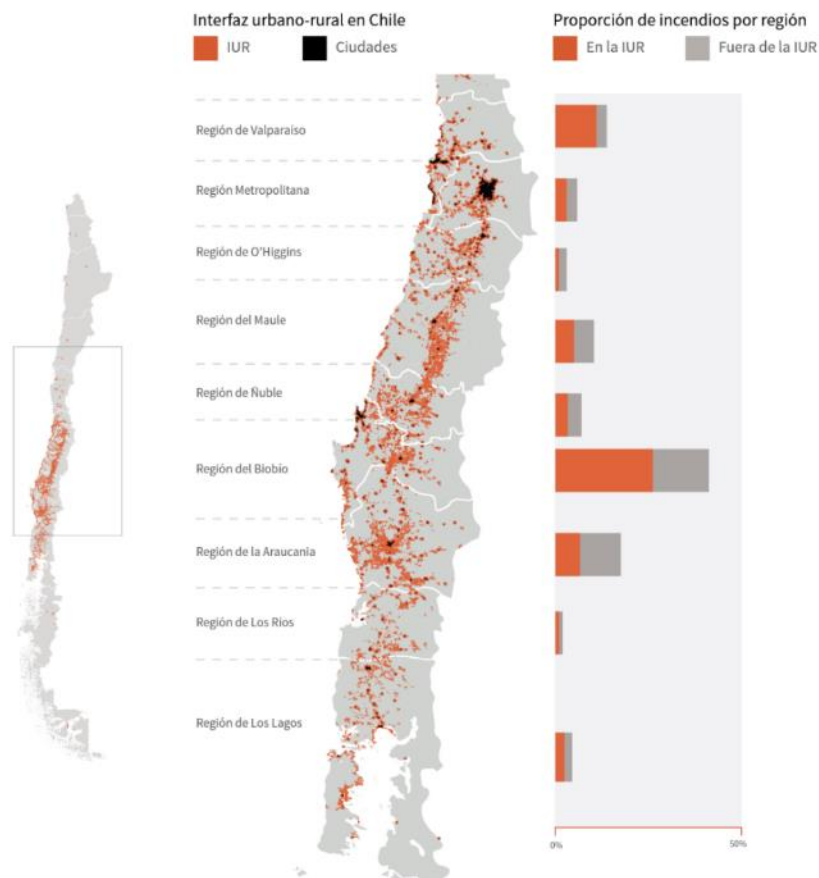 Interfaz urbano-rural en Chile
IUR
Ciudades
Proporción de incendios por región
En la IUR
Fuera de la IUR
Región de Valparaíso
Región Metropolitana
Región de O'Higgins
Región del Maule
Región de Ñuble
Región del Biobío
Región de la Araucanía
Región de Los Ríos
Región de Los Lagos
0%
50%